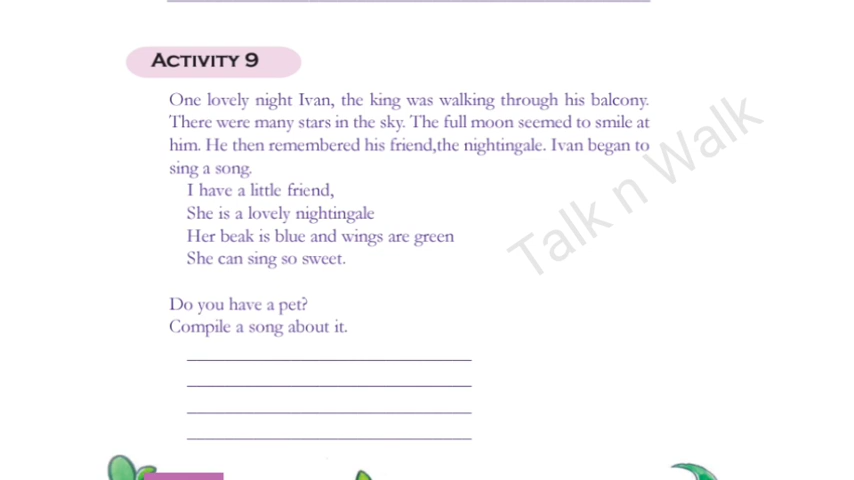 ACTIVITY 9
One lovely night Ivan, the king was walking through his balcony.
There were many stars in the sky. The full moon seemed to smile at
him. He then remembered his friend,the nightingale. Ivan began to
sing a song.
I have a little friend,
She is a lovely nightingale
Her beak is blue and wings are green
She can sing so sweet.
Do you have a pet?
Compile a song about it.
Talk n Walk